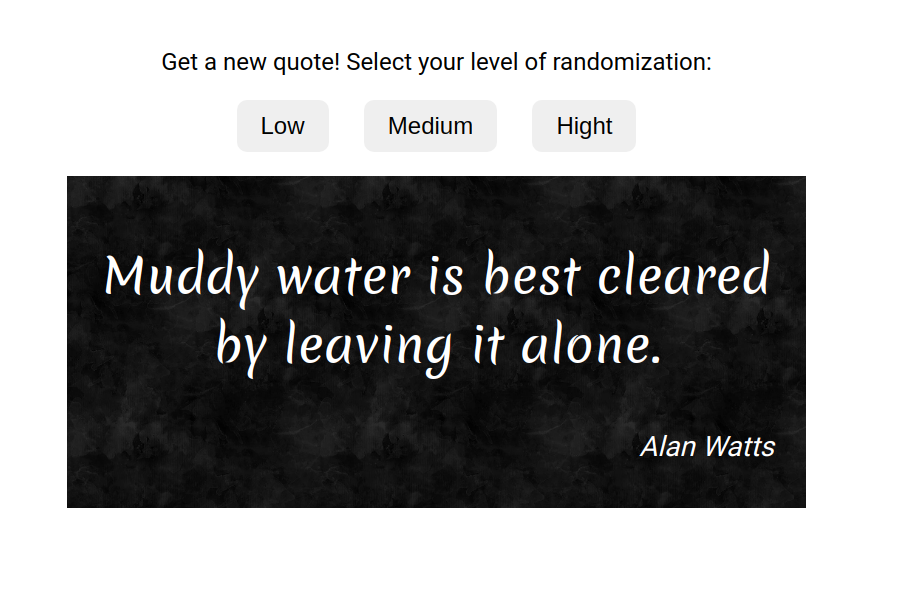 Get a new quote! Select your level of randomization:
Low Medium Hight
Muddy water is best cleared
by leaving it alone.
Alan Watts